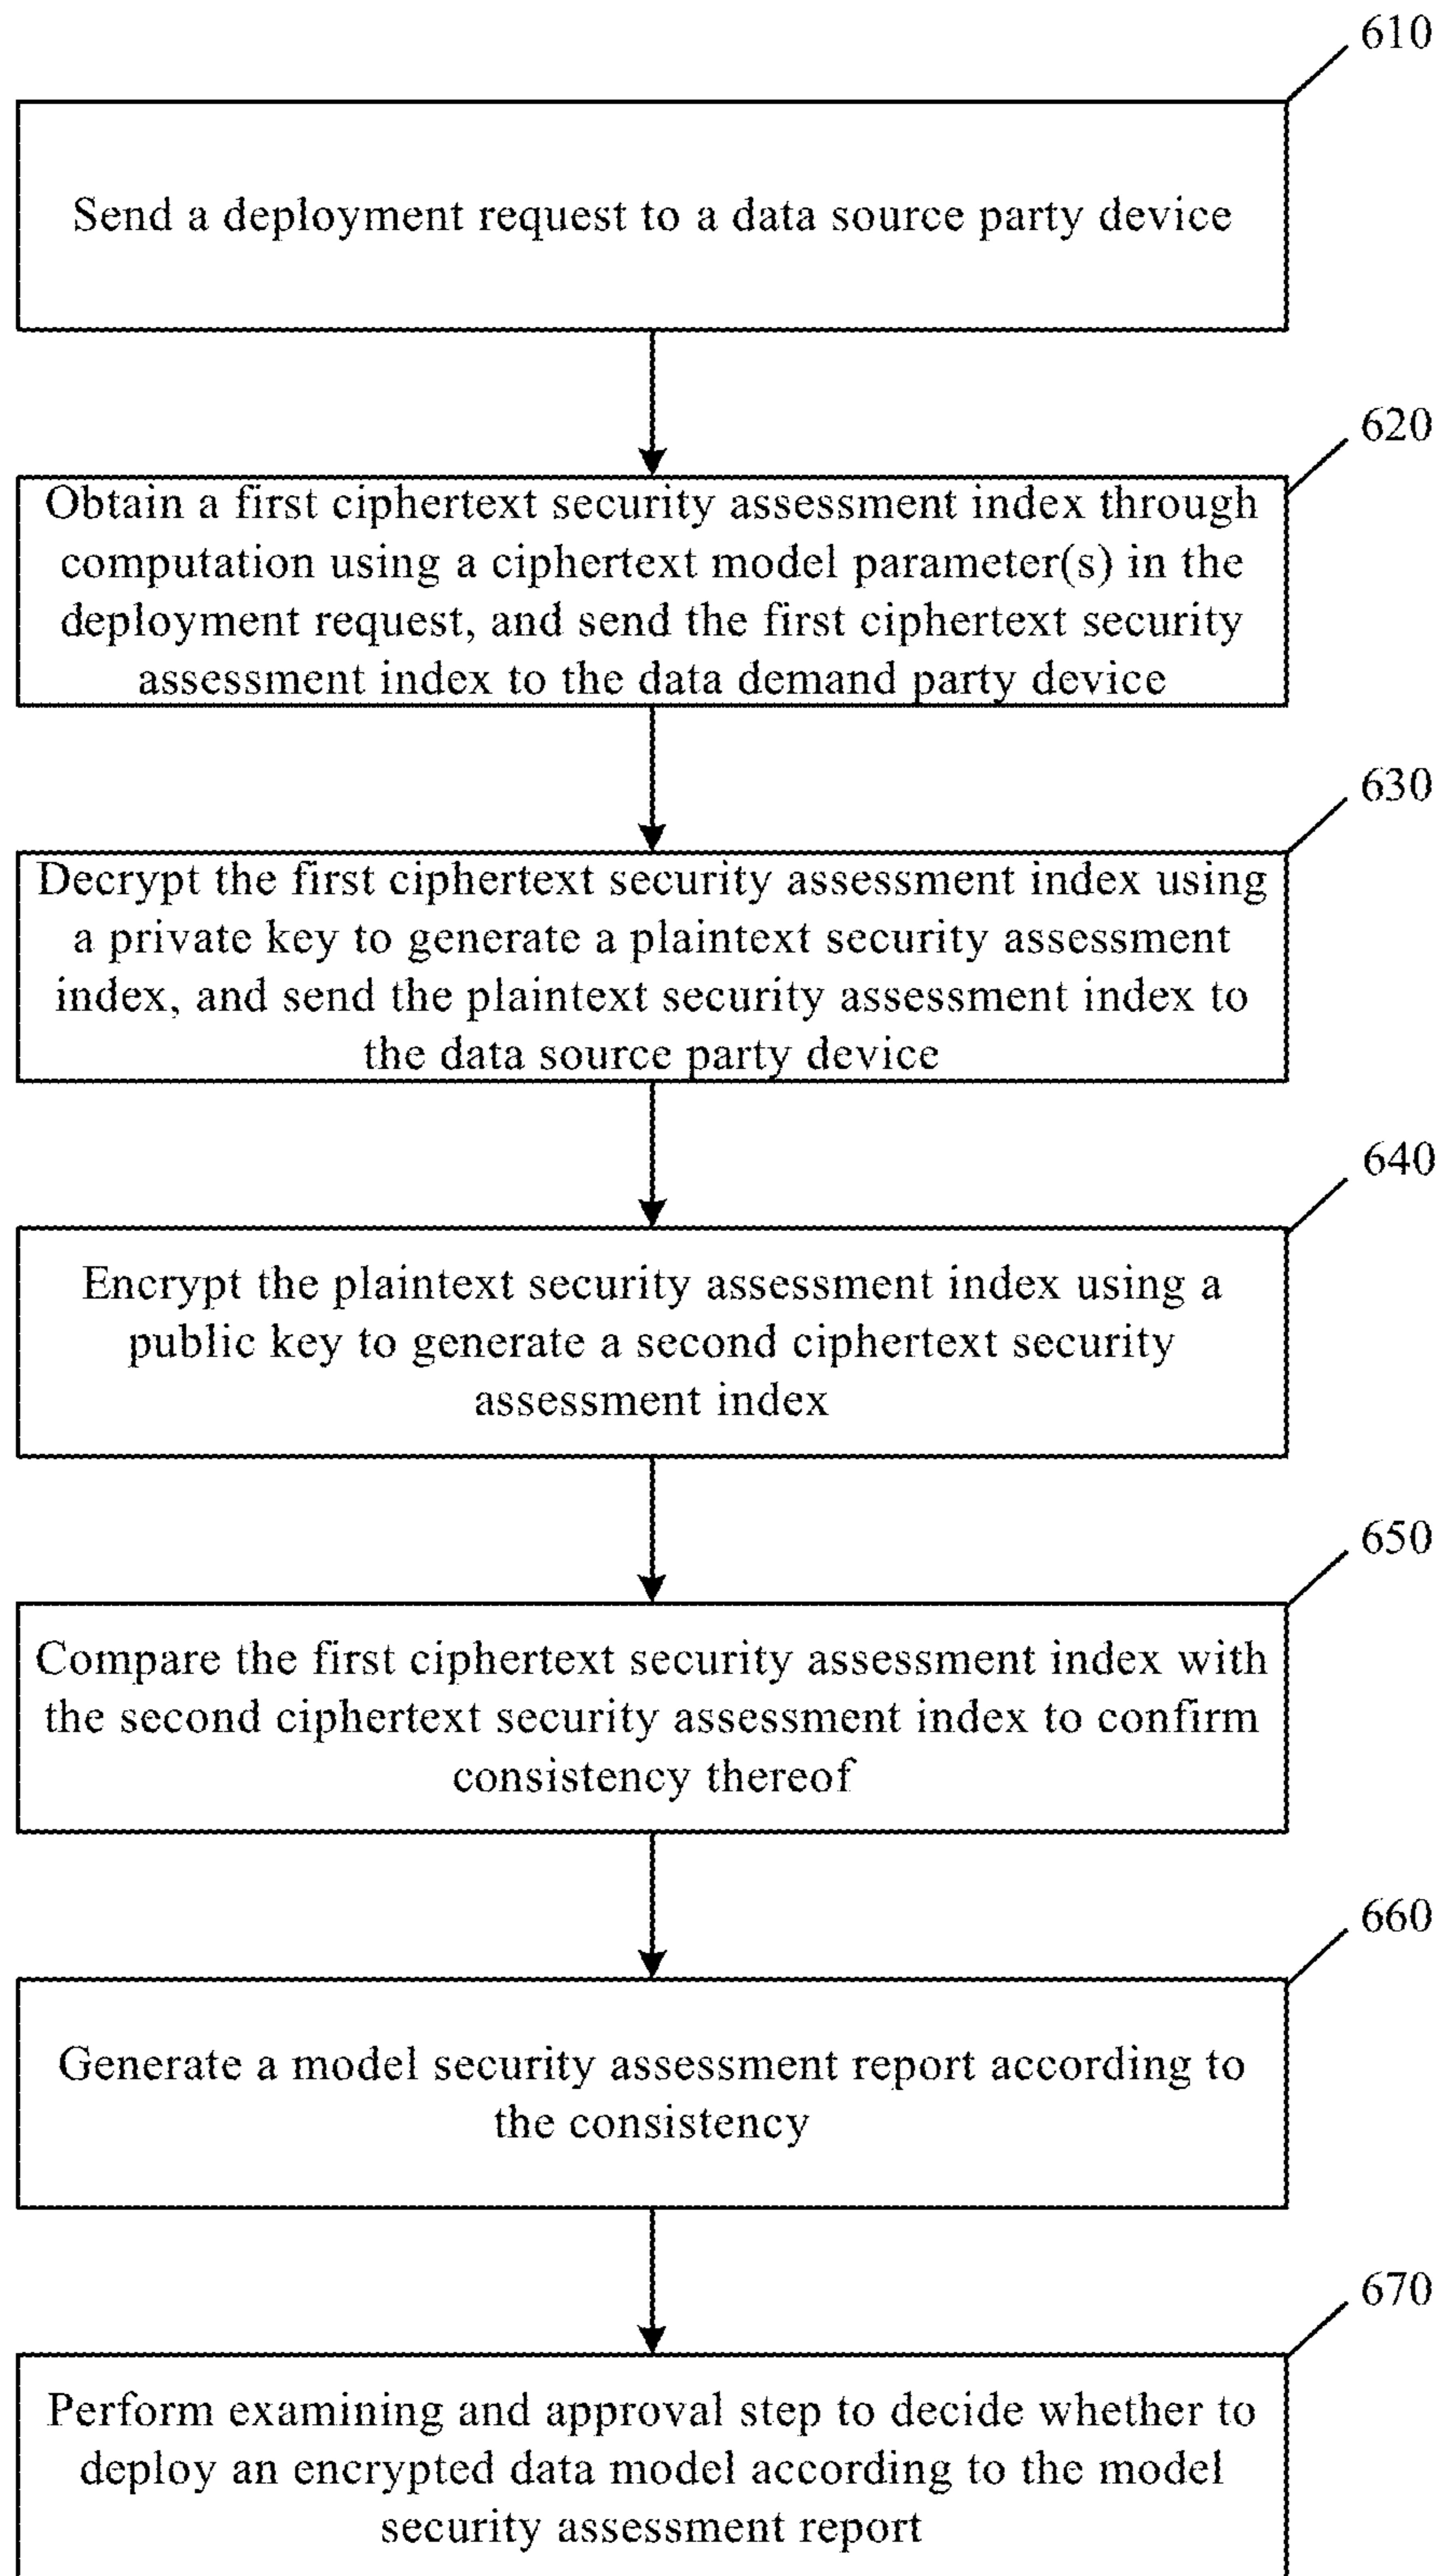 610
Send a deployment request to a data source party device
620
Obtain a first ciphertext security assessment index through
computation using a ciphertext model parameter(s) in the
deployment request, and send the first ciphertext security
assessment index to the data demand party device
630
Decrypt the first ciphertext security assessment index using
a private key to generate a plaintext security assessment
index, and send the plaintext security assessment index to
the data source party device
640
Encrypt the plaintext security assessment index using a
public key to generate a second ciphertext security
assessment index
650
Compare the first ciphertext security assessment index with
the second ciphertext security assessment index to confirm
consistency thereof
660
Generate a model security assessment report according to
the consistency
670
Perform examining and approval step to decide whether to
deploy an encrypted data model according to the model
security assessment report